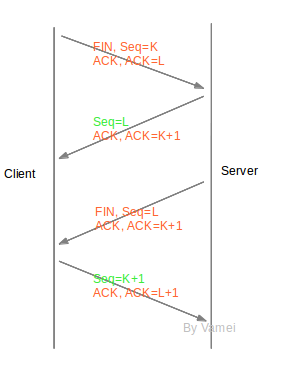 FIN, Seq=K
ACK, ACK=L
Seq=L
ACK, ACK=K+1
Client
Server
FIN, Seq=L
ACK, ACK=K+1
Seq=K+1
ACK, ACK=L+1
By Vamei